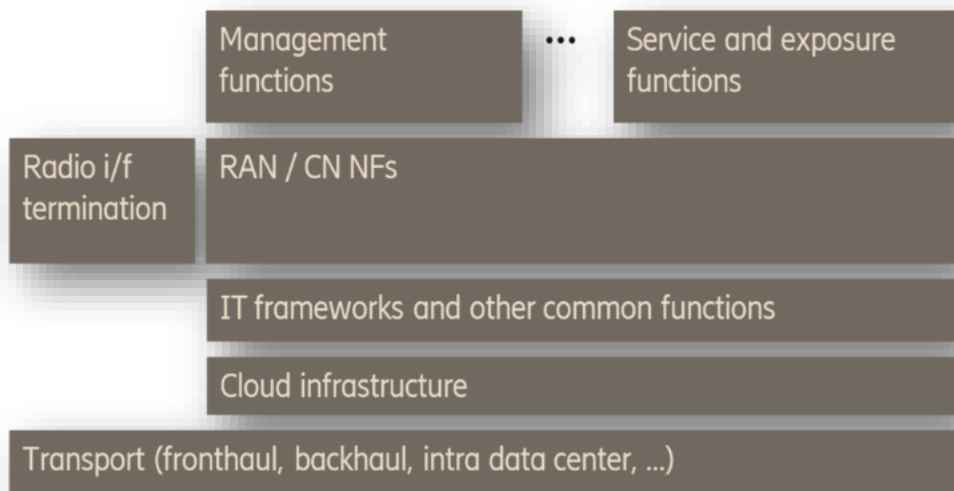 Management
functions
...
Service and exposure
functions
Radio i/f
termination
RAN / CN NFs
IT frameworks and other common functions
Cloud infrastructure
Transport (fronthaul, backhaul, intra data center, ...)